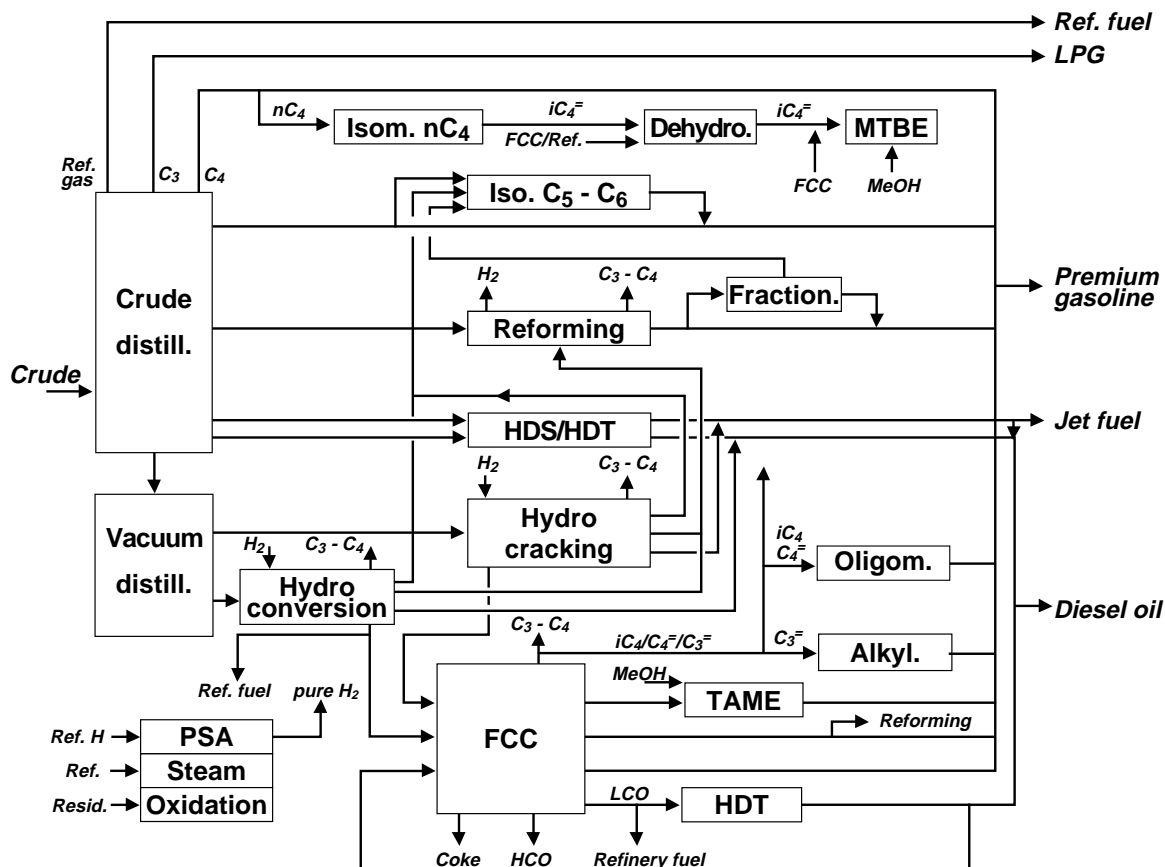 Ref. fuel
LPG
nC₄
iC₄⁼
iC₄⁼
Isom. nC₄
Dehydro.
MTBE
FCC/Ref.
Ref.
gas
C₃
C₄
FCC
MeOH
Iso. C₅ - C₆
H₂
C₃ - C₄
Crude
distill.
Fraction.
Premium
gasoline
Reforming
Crude
HDS/HDT
Jet fuel
H₂
C₃ - C₄
Hydro
cracking
Vacuum
distill.
H₂
C₃ - C₄
iC₄
C₄⁼
Oligom.
Hydro
conversion
Diesel oil
C₃ - C₄
iC₄/C₄⁼/C₃⁼
C₃⁼
Alkyl.
MeOH
Ref. fuel
pure H₂
TAME
Reforming
Ref. H
PSA
FCC
Ref.
Steam
Resid.
Oxidation
LCO
HDT
Coke
HCO
Refinery fuel